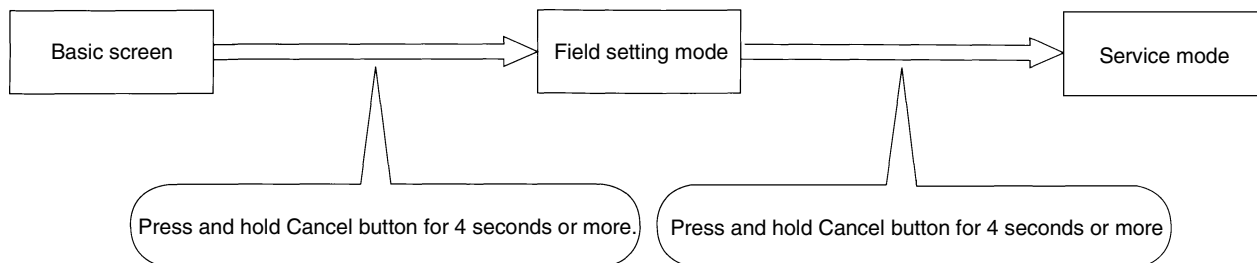 Basic screen
Field setting mode
Service mode
Press and hold Cancel button for 4 seconds or more.
Press and hold Cancel button for 4 seconds or more